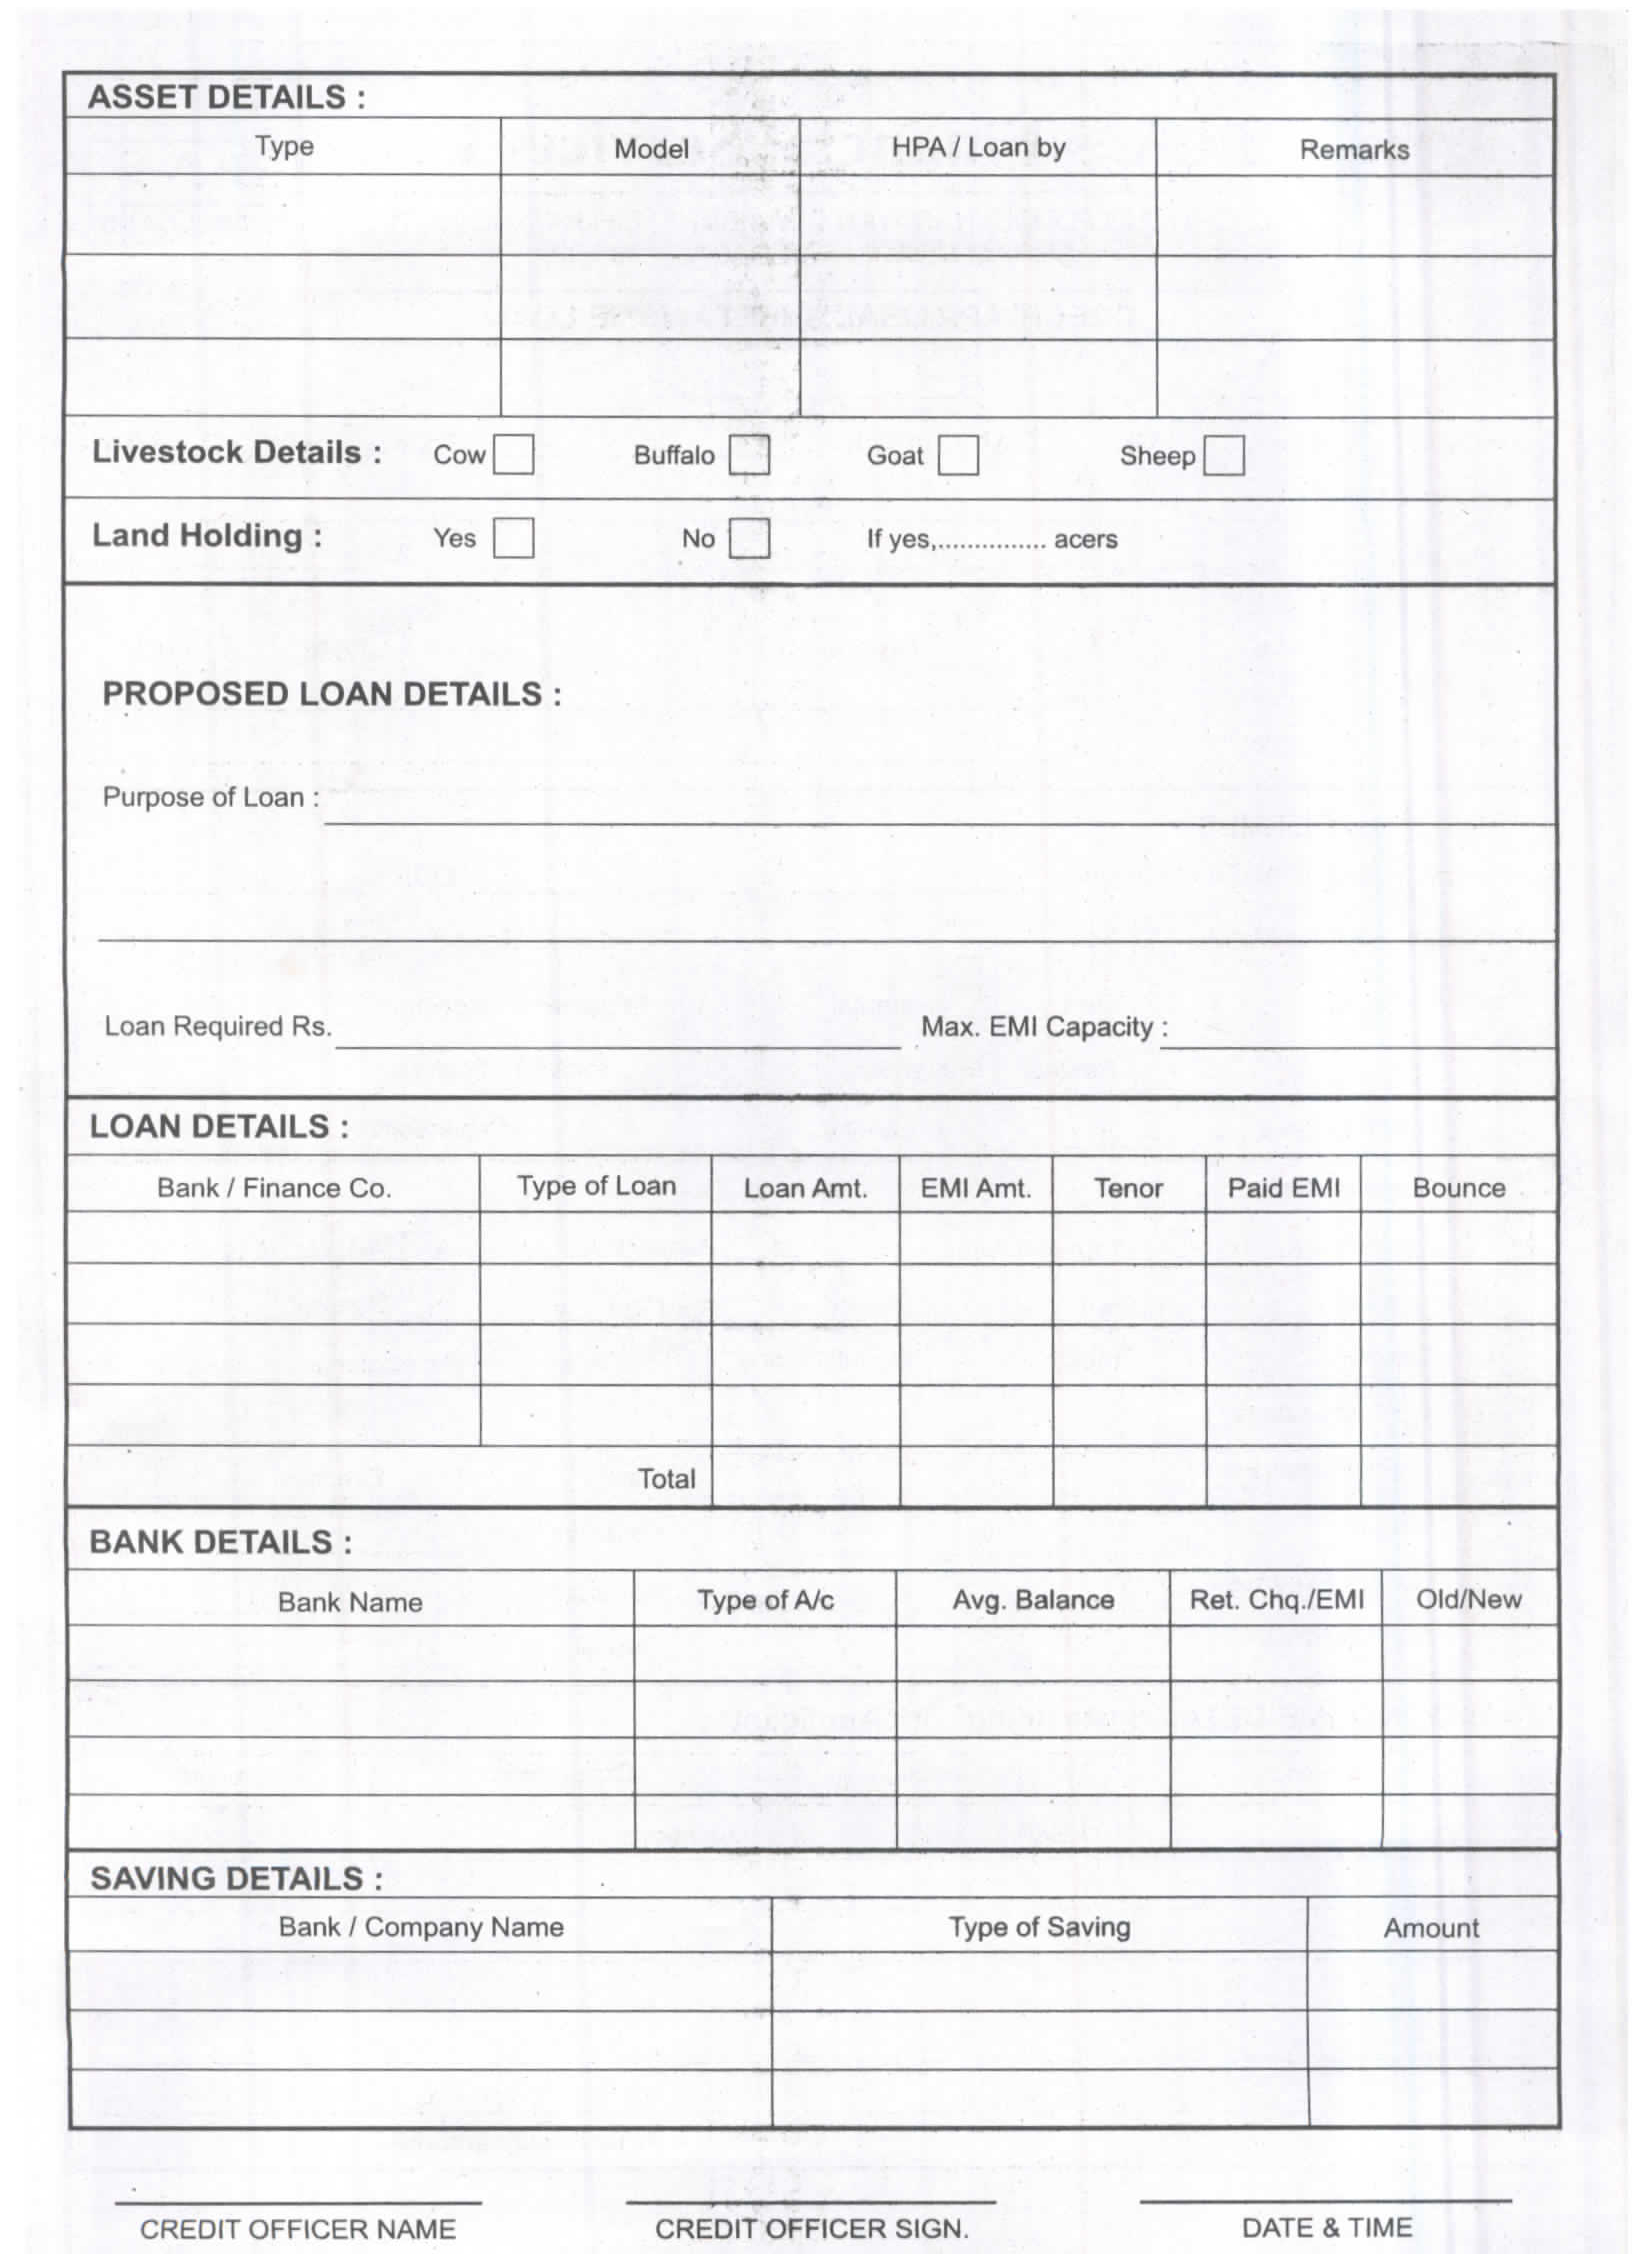 ASSET DETAILS :
Type Model HPA / Loan by Remarks
Livestock Details : Cow Buffalo Goat Sheep
Land Holding : Yes No If yes,............... acers
PROPOSED LOAN DETAILS :
Purpose of Loan :
Loan Required Rs. Max. EMI Capacity :
LOAN DETAILS :
Bank / Finance Co. Type of Loan Loan Amt. EMI Amt. Tenor Paid EMI Bounce
Total
BANK DETAILS :
Bank Name Type of A/c Avg. Balance Ret. Chq./EMI Old/New
SAVING DETAILS :
Bank / Company Name Type of Saving Amount
CREDIT OFFICER NAME CREDIT OFFICER SIGN. DATE & TIME